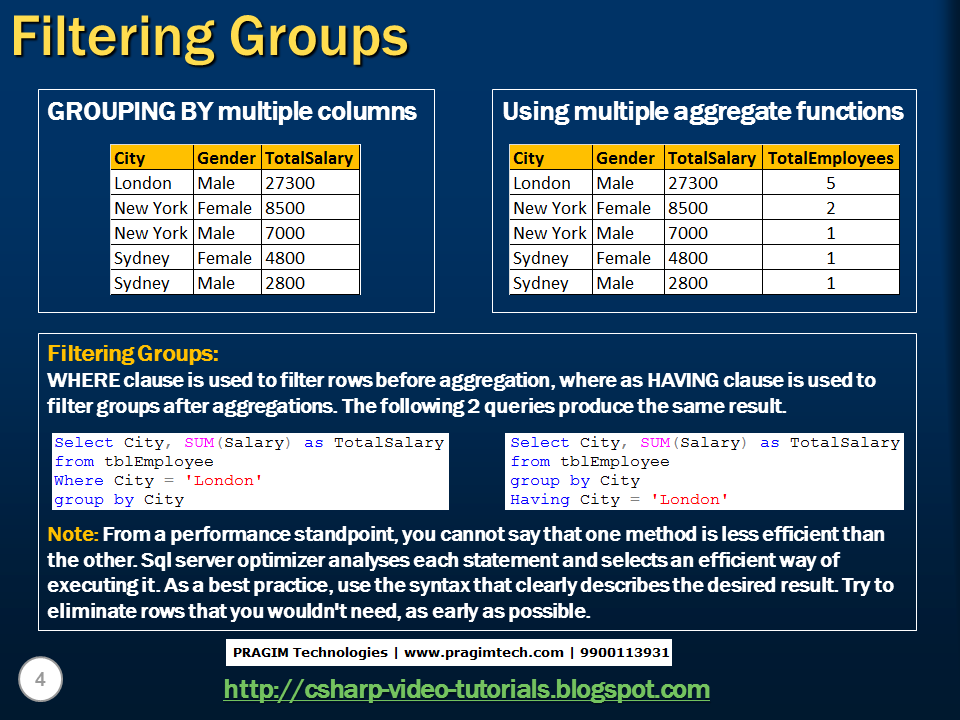 Filtering Groups
GROUPING BY multiple columns
City Gender TotalSalary
London Male 27300
New York Female 8500
New York Male 7000
Sydney Female 4800
Sydney Male 2800
Using multiple aggregate functions
City Gender TotalSalary TotalEmployees
London Male 27300 5
New York Female 8500 2
New York Male 7000 1
Sydney Female 4800 1
Sydney Male 2800 1
Filtering Groups:
WHERE clause is used to filter rows before aggregation, where as HAVING clause is used to
filter groups after aggregations. The following 2 queries produce the same result.
Select City, SUM(Salary) as TotalSalary
from tblEmployee
Where City = 'London'
group by City
Select City, SUM(Salary) as TotalSalary
from tblEmployee
group by City
Having City = 'London'
Note: From a performance standpoint, you cannot say that one method is less efficient than
the other. Sql server optimizer analyses each statement and selects an efficient way of
executing it. As a best practice, use the syntax that clearly describes the desired result. Try to
eliminate rows that you wouldn't need, as early as possible.
PRAGIM Technologies | www.pragimtech.com | 9900113931
4
http://csharp-video-tutorials.blogspot.com